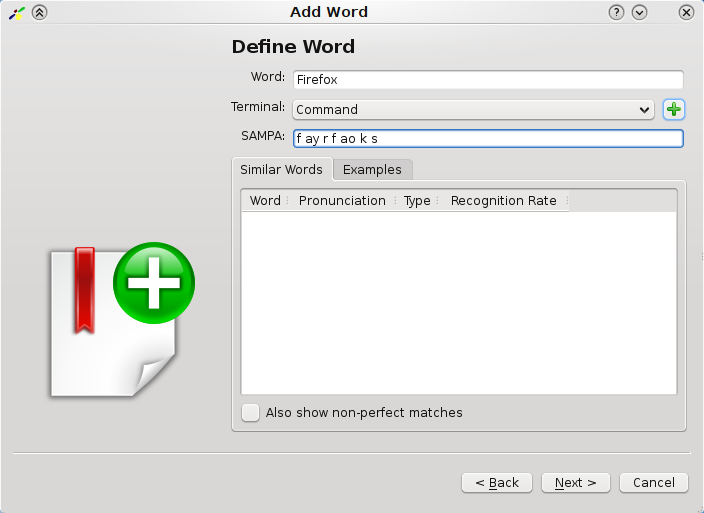 Add Word
Define Word
Word: Firefox
Terminal: Command
SAMPA: f ay r f ao k s
Similar Words Examples
Word Pronunciation Type Recognition Rate
Also show non-perfect matches
< Back Next > Cancel